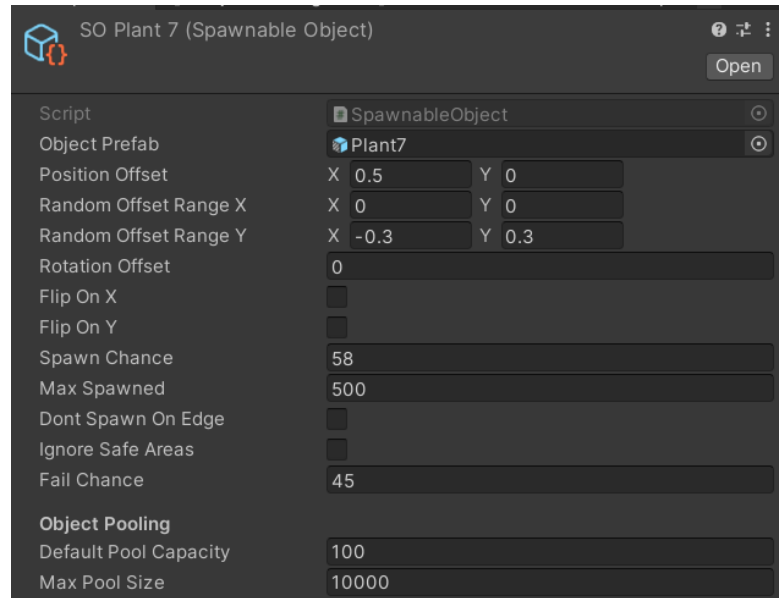 SO Plant 7 (Spawnable Object)
Open
Script SpawnableObject
Object Prefab Plant7
Position Offset X 0.5 Y 0
Random Offset Range X X 0 Y 0
Random Offset Range Y X -0.3 Y 0.3
Rotation Offset 0
Flip On X
Flip On Y
Spawn Chance 58
Max Spawned 500
Dont Spawn On Edge
Ignore Safe Areas
Fail Chance 45
Object Pooling
Default Pool Capacity 100
Max Pool Size 10000